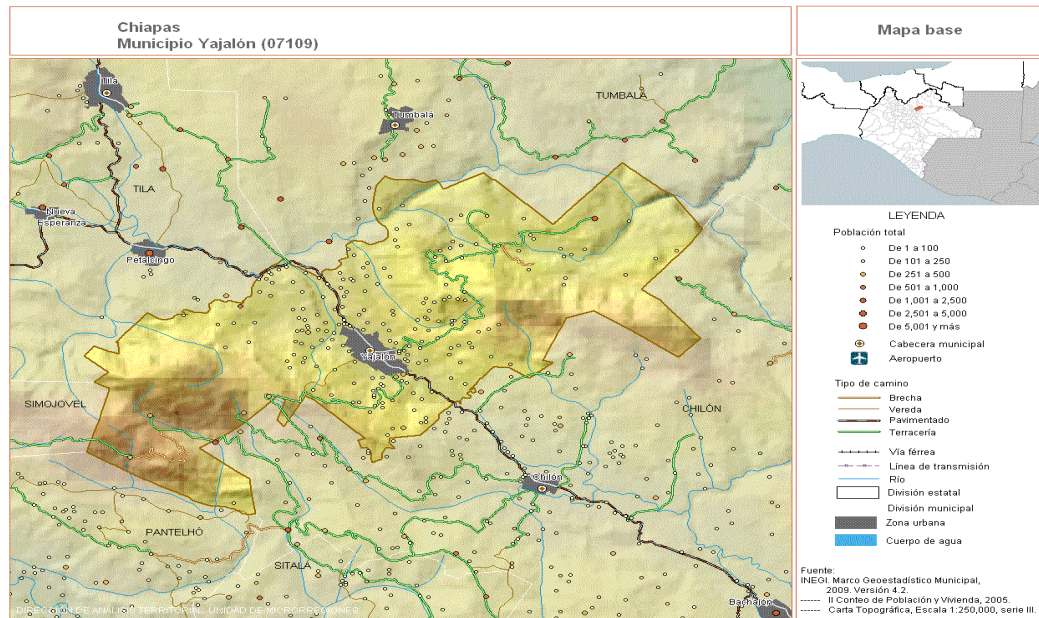 Chiapas
Municipio Yajalón (07109)
Mapa base
Tila
Tumbalá
TUMBALA
TILA
Nueva
Esperanza
Petalcingo
Yajalón
SIMOJOVEL
CHILÓN
Chilón
PANTELHÓ
SITALA
Bachajón
DIRECCIÓN DE ANÁLISIS TERRITORIAL. UNIDAD DE MICRORREGIONES
LEYENDA
Población total
De 1 a 100
De 101 a 250
De 251 a 500
De 501 a 1,000
De 1,001 a 2,500
De 2,501 a 5,000
De 5,001 y más
Cabecera municipal
Aeropuerto
Tipo de camino
Brecha
Vereda
Pavimentado
Terracería
Vía férrea
Línea de transmisión
Río
División estatal
División municipal
Zona urbana
Cuerpo de agua
Fuente:
INEGI. Marco Geoestadístico Municipal,
2009. Versión 4.2.
----- II Conteo de Población y Vivienda, 2005.
----- Carta Topográfica, Escala 1:250,000, serie III.